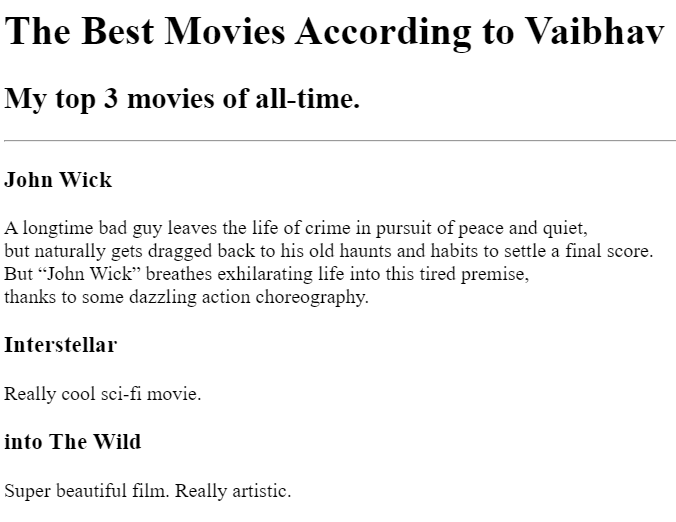 The Best Movies According to Vaibhav
My top 3 movies of all-time.
John Wick
A longtime bad guy leaves the life of crime in pursuit of peace and quiet,
but naturally gets dragged back to his old haunts and habits to settle a final score.
But “John Wick” breathes exhilarating life into this tired premise,
thanks to some dazzling action choreography.
Interstellar
Really cool sci-fi movie.
into The Wild
Super beautiful film. Really artistic.